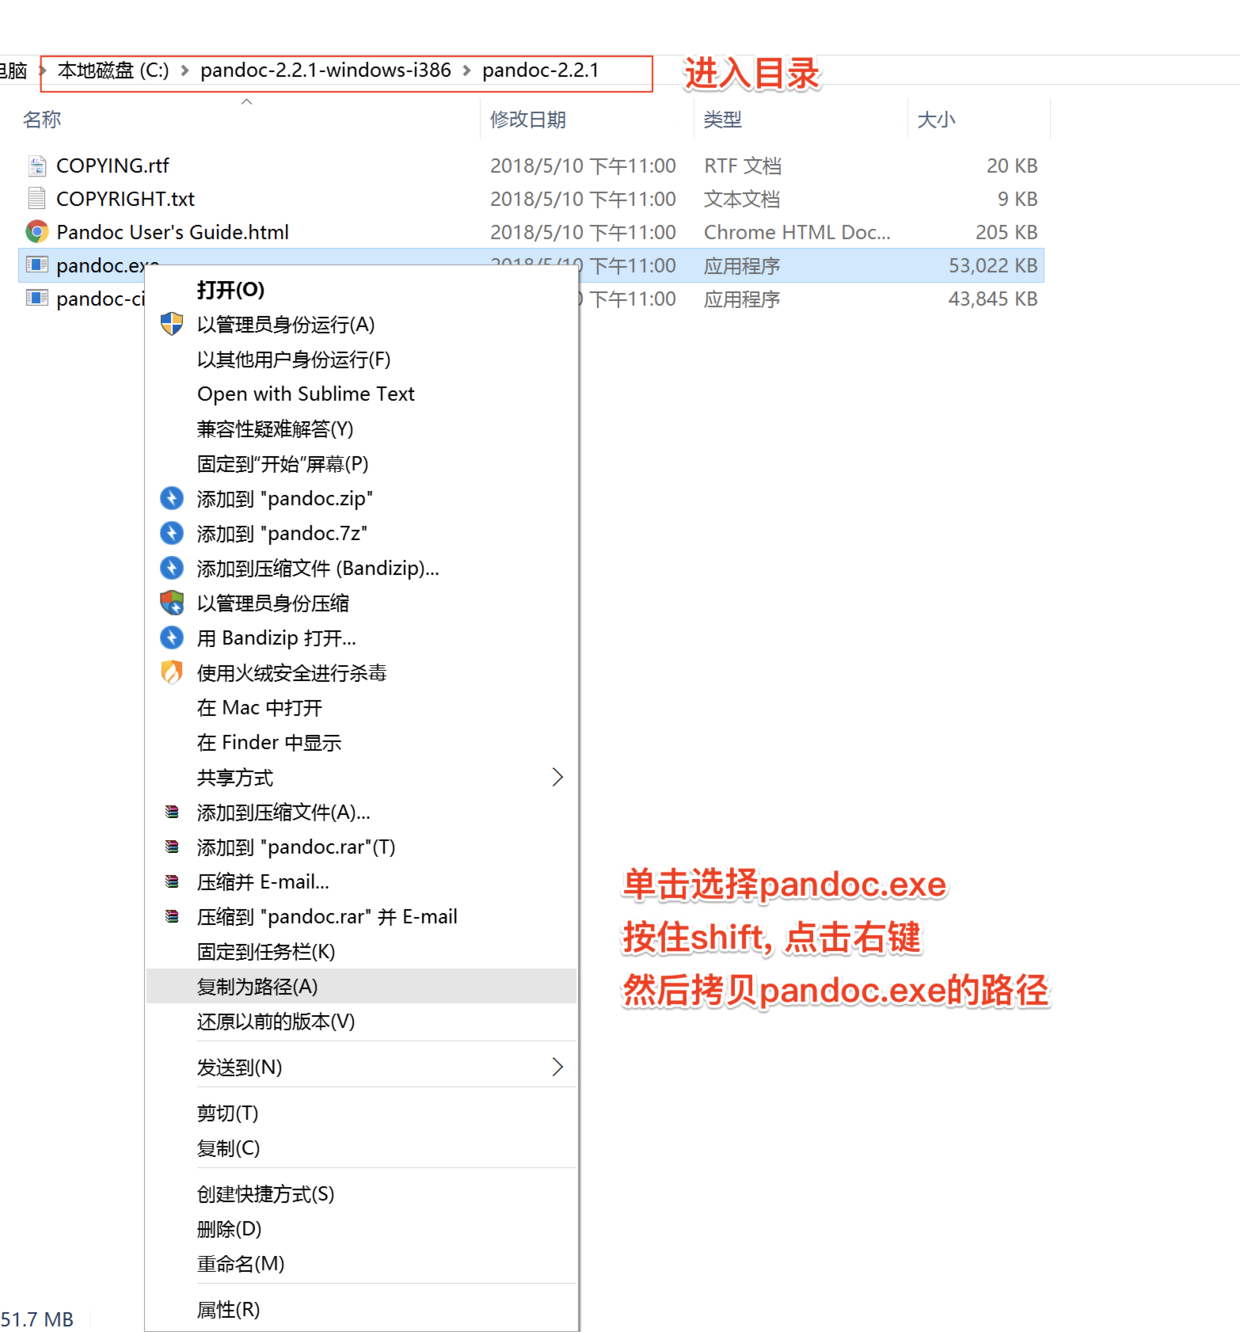 电脑 > 本地磁盘 (C:) > pandoc-2.2.1-windows-i386 > pandoc-2.2.1
进入目录
名称 修改日期 类型 大小
COPYING.rtf 2018/5/10 下午11:00 RTF 文档 20 KB
COPYRIGHT.txt 2018/5/10 下午11:00 文本文档 9 KB
Pandoc User's Guide.html 2018/5/10 下午11:00 Chrome HTML Doc... 205 KB
pandoc.exe 2018/5/10 下午11:00 应用程序 53,022 KB
pandoc-ci 下午11:00 应用程序 43,845 KB
打开(O)
以管理员身份运行(A)
以其他用户身份运行(F)
Open with Sublime Text
兼容性疑难解答(Y)
固定到“开始”屏幕(P)
添加到 "pandoc.zip"
添加到 "pandoc.7z"
添加到压缩文件 (Bandizip)...
以管理员身份压缩
用 Bandizip 打开...
使用火绒安全进行杀毒
在 Mac 中打开
在 Finder 中显示
共享方式
添加到压缩文件(A)...
添加到 "pandoc.rar"(T)
压缩并 E-mail...
压缩到 "pandoc.rar" 并 E-mail
固定到任务栏(K)
复制为路径(A)
还原以前的版本(V)
发送到(N)
剪切(T)
复制(C)
创建快捷方式(S)
删除(D)
重命名(M)
属性(R)
单击选择pandoc.exe
按住shift, 点击右键
然后拷贝pandoc.exe的路径
51.7 MB